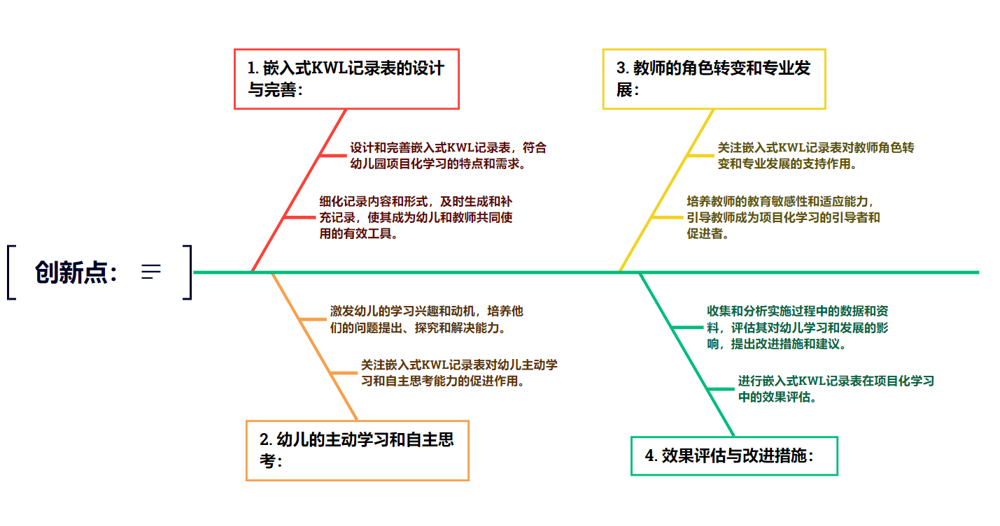 创新点：
1. 嵌入式KWL记录表的设计
与完善：
设计和完善嵌入式KWL记录表，符合
幼儿园项目化学习的特点和需求。
细化记录内容和形式，及时生成和补
充记录，使其成为幼儿和教师共同使
用的有效工具。
激发幼儿的学习兴趣和动机，培养他
们的问题提出、探究和解决能力。
关注嵌入式KWL记录表对幼儿主动学
习和自主思考能力的促进作用。
2. 幼儿的主动学习和自主思
考：
3. 教师的角色转变和专业发
展：
关注嵌入式KWL记录表对教师角色转
变和专业发展的支持作用。
培养教师的教育敏感性和适应能力，
引导教师成为项目化学习的引导者和
促进者。
收集和分析实施过程中的数据和资
料，评估其对幼儿学习和发展的影
响，提出改进措施和建议。
进行嵌入式KWL记录表在项目化学习
中的效果评估。
4. 效果评估与改进措施：